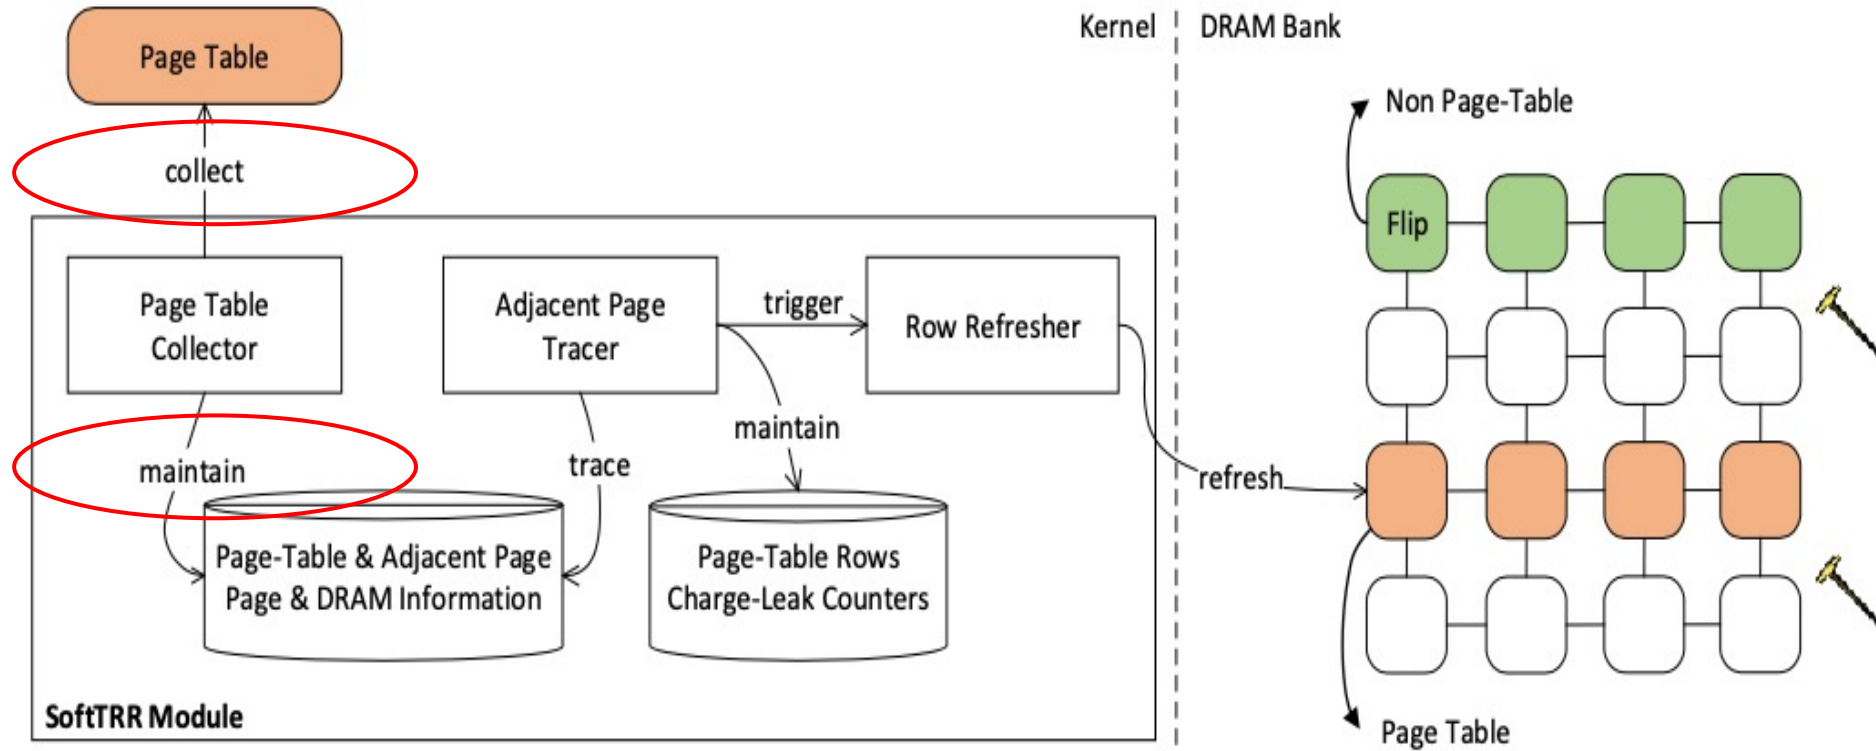 Page Table
Kernel
DRAM Bank
collect
Page Table
Collector
Adjacent Page
Tracer
trigger
Row Refresher
maintain
trace
maintain
Page-Table & Adjacent Page
Page & DRAM Information
Page-Table Rows
Charge-Leak Counters
SoftTRR Module
Non Page-Table
Flip
refresh
Page Table